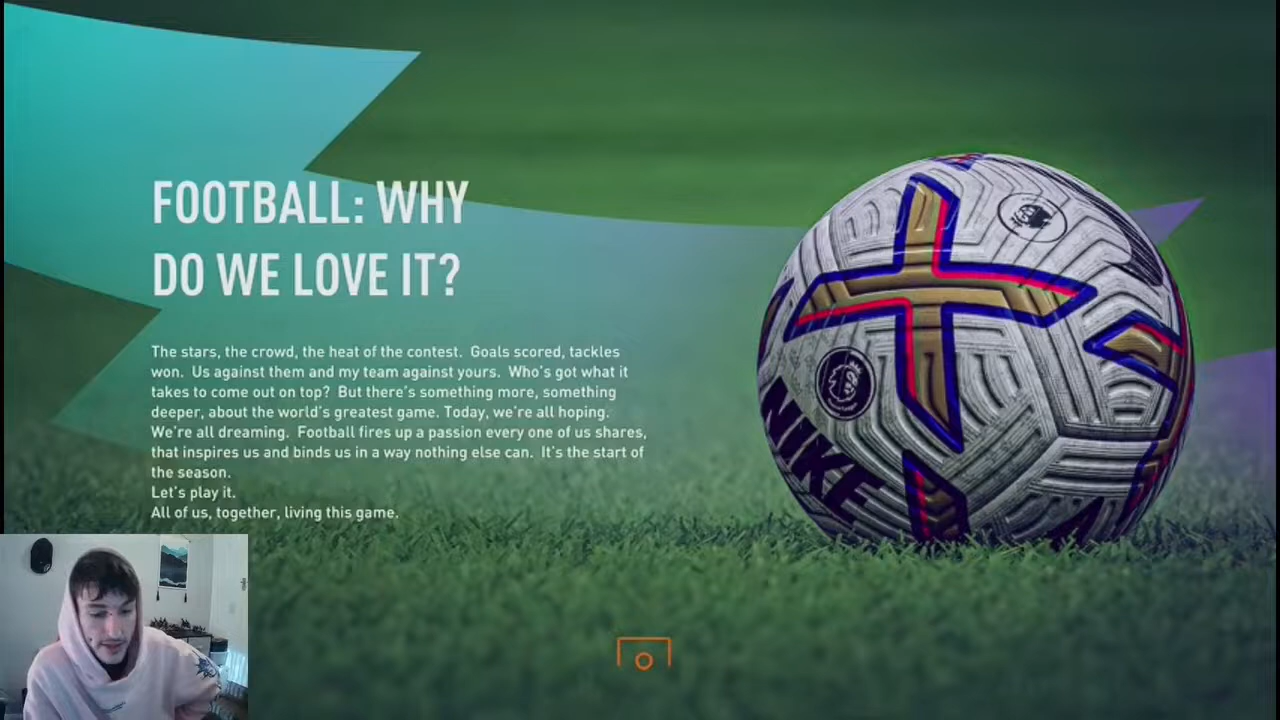 FOOTBALL: WHY
DO WE LOVE IT?
The stars, the crowd, the heat of the contest. Goals scored, tackles
won. Us against them and my team against yours. Who's got what it
takes to come out on top? But there's something more, something
deeper, about the world's greatest game. Today, we're all hoping.
We're all dreaming. Football fires up a passion every one of us shares,
that inspires us and binds us in a way nothing else can. It's the start of
the season.
Let's play it.
All of us, together, living this game.
NIKE